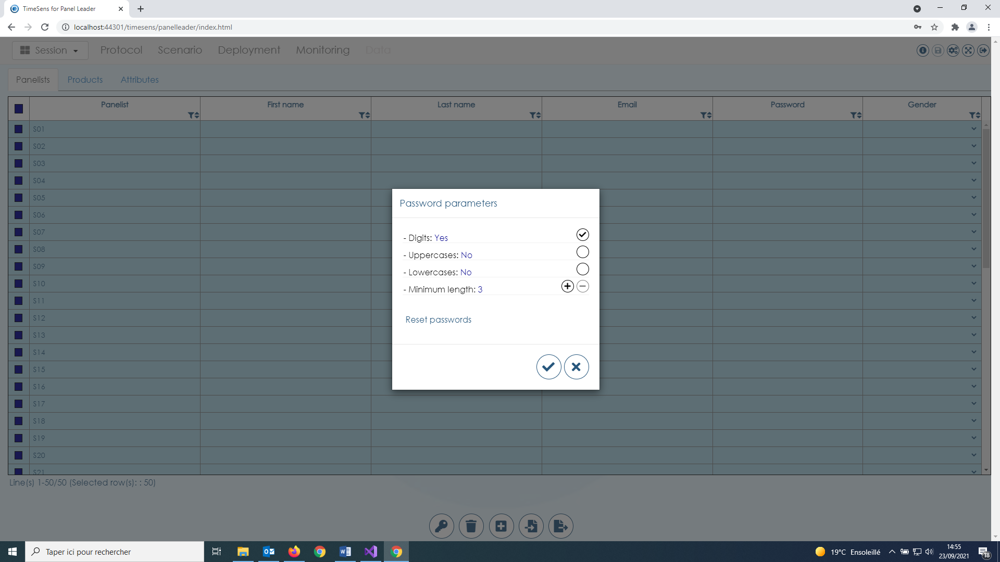 TimeSens for Panel Leader
localhost:44301/timesens/panelleader/index.html
Session Protocol Scenario Deployment Monitoring Data
Panelists Products Attributes
Panelist First name Last name Email Password Gender
S01
S02
S03
S04
S05
S06
S07
S08
S09
S10
S11
S12
S13
S14
S15
S16
S17
S18
S19
S20
S21
Password parameters
- Digits: Yes
- Uppercases: No
- Lowercases: No
- Minimum length: 3
Reset passwords
Line(s) 1-50/50 (Selected row(s): : 50)
Taper ici pour rechercher
19°C Ensoleillé
14:55
23/09/2021
18